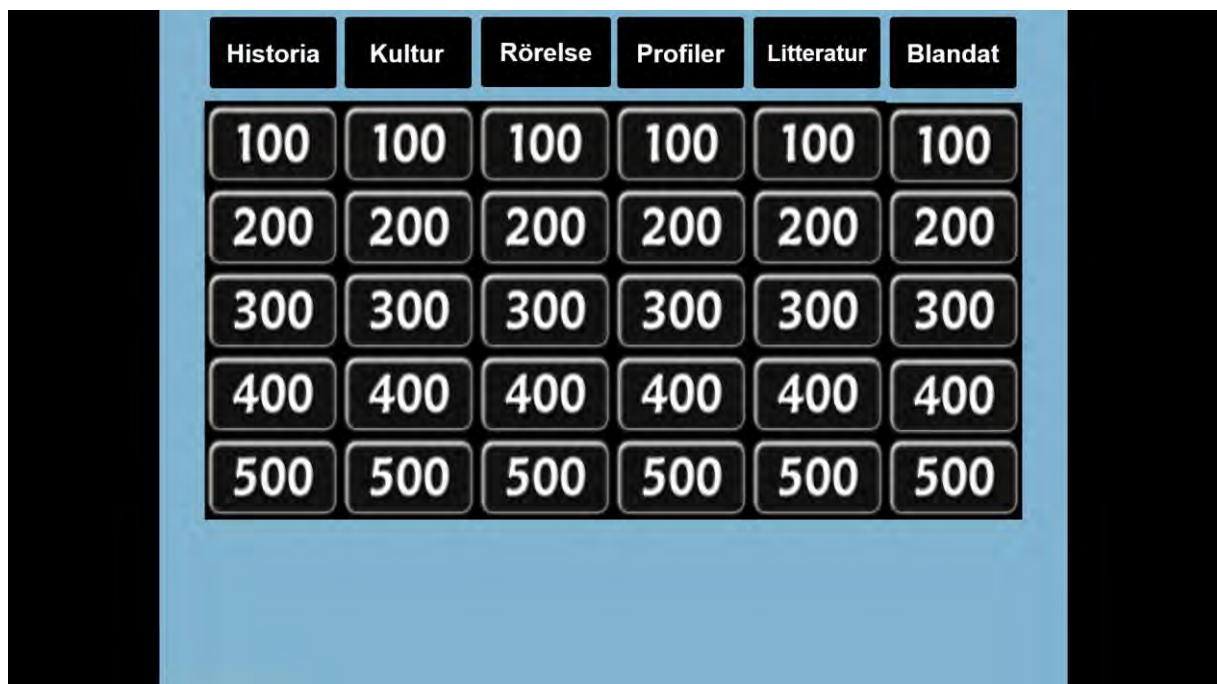 Historia Kultur Rörelse Profiler Litteratur Blandat
100 100 100 100 100 100
200 200 200 200 200 200
300 300 300 300 300 300
400 400 400 400 400 400
500 500 500 500 500 500